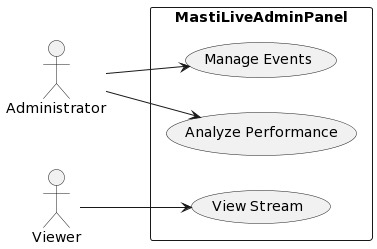 MastiLiveAdminPanel
Manage Events
Administrator
Analyze Performance
View Stream
Viewer